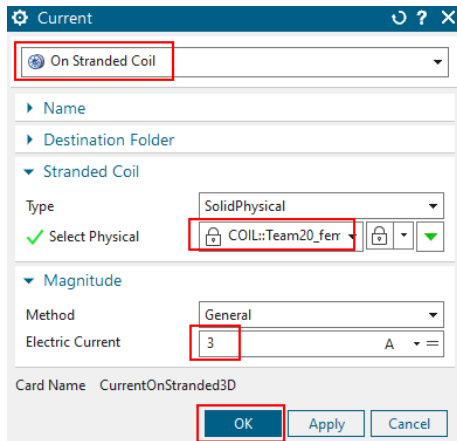 Current
On Stranded Coil
Name
Destination Folder
Stranded Coil
Type SolidPhysical
Select Physical COIL::Team20_fem
Magnitude
Method General
Electric Current 3 A
Card Name CurrentOnStranded3D
OK Apply Cancel